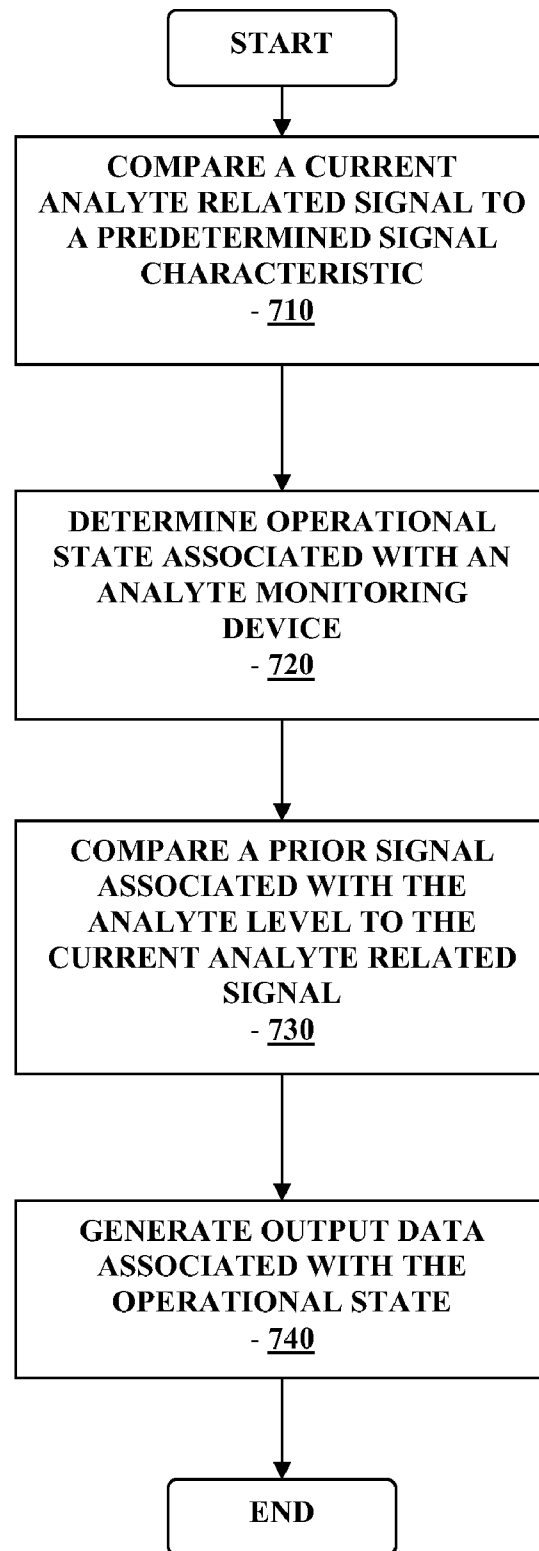 START
COMPARE A CURRENT
ANALYTE RELATED SIGNAL TO
A PREDETERMINED SIGNAL
CHARACTERISTIC
- 710
DETERMINE OPERATIONAL
STATE ASSOCIATED WITH AN
ANALYTE MONITORING
DEVICE
- 720
COMPARE A PRIOR SIGNAL
ASSOCIATED WITH THE
ANALYTE LEVEL TO THE
CURRENT ANALYTE RELATED
SIGNAL
- 730
GENERATE OUTPUT DATA
ASSOCIATED WITH THE
OPERATIONAL STATE
- 740
END